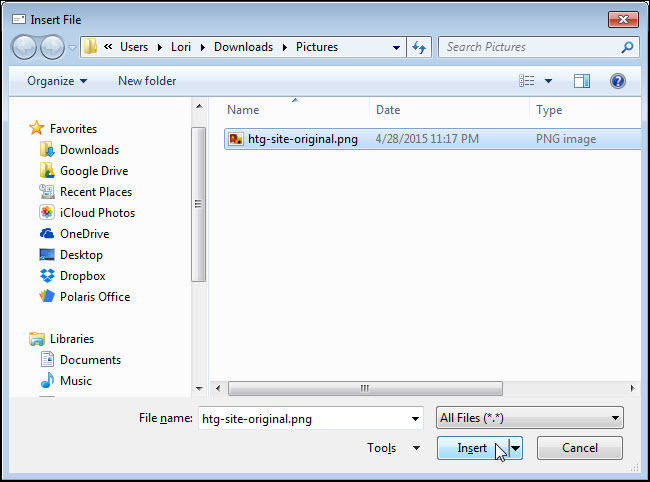 Insert File
« Users Lori Downloads Pictures
Search Pictures
Organize New folder
Name Date Type
htg-site-original.png 4/28/2015 11:17 PM PNG image
Favorites
Downloads
Google Drive
Recent Places
iCloud Photos
OneDrive
Desktop
Dropbox
Polaris Office
Libraries
Documents
Music
File name: htg-site-original.png All Files (*.*)
Tools Insert Cancel